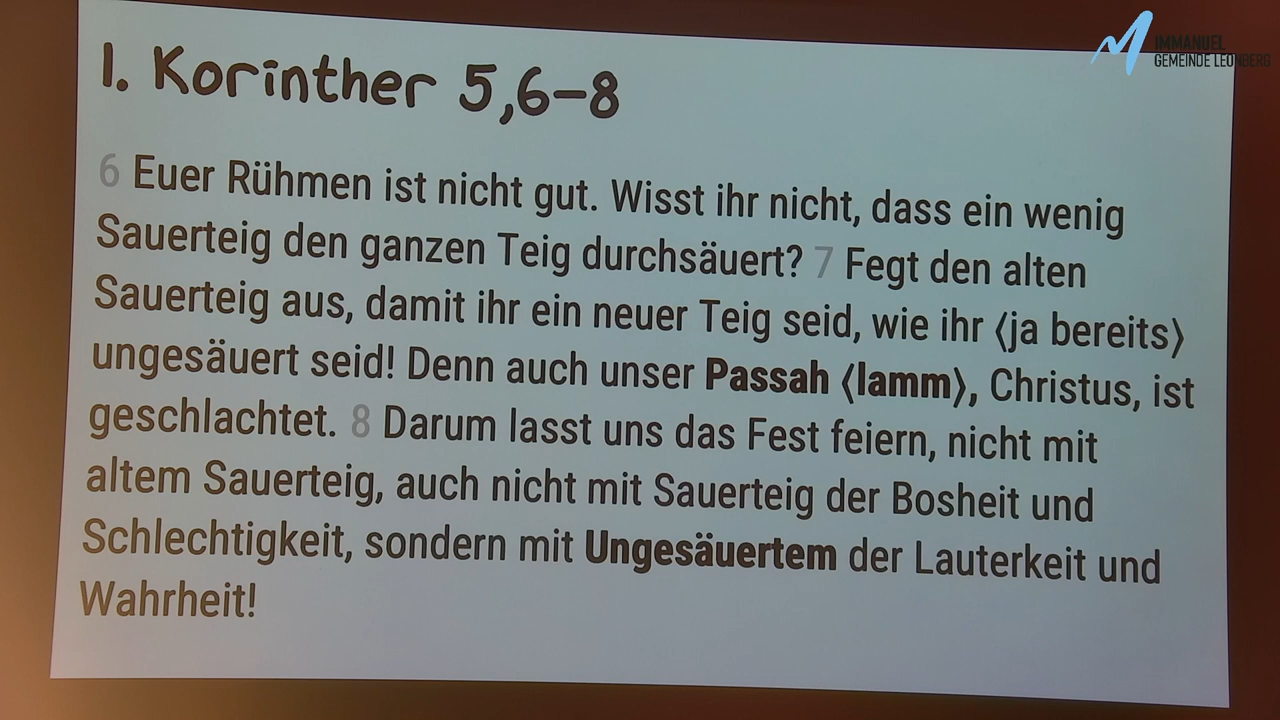 1. Korinther 5,6–8
6 Euer Rühmen ist nicht gut. Wisst ihr nicht, dass ein wenig
Sauerteig den ganzen Teig durchsäuert? 7 Fegt den alten
Sauerteig aus, damit ihr ein neuer Teig seid, wie ihr ⟨ja bereits⟩
ungesäuert seid! Denn auch unser Passah ⟨lamm⟩, Christus, ist
geschlachtet. 8 Darum lasst uns das Fest feiern, nicht mit
altem Sauerteig, auch nicht mit Sauerteig der Bosheit und
Schlechtigkeit, sondern mit Ungesäuertem der Lauterkeit und
Wahrheit!
IMMANUEL
GEMEINDE LEONBERG